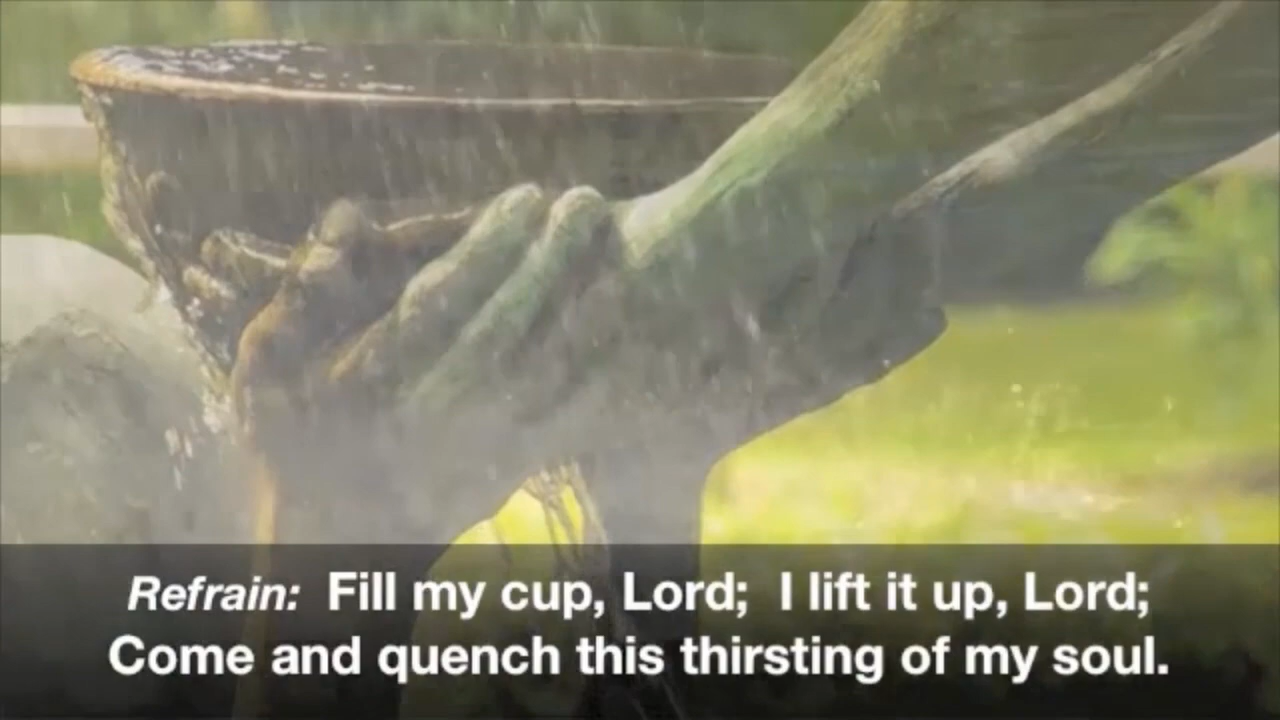 Refrain: Fill my cup, Lord; I lift it up, Lord;
Come and quench this thirsting of my soul.